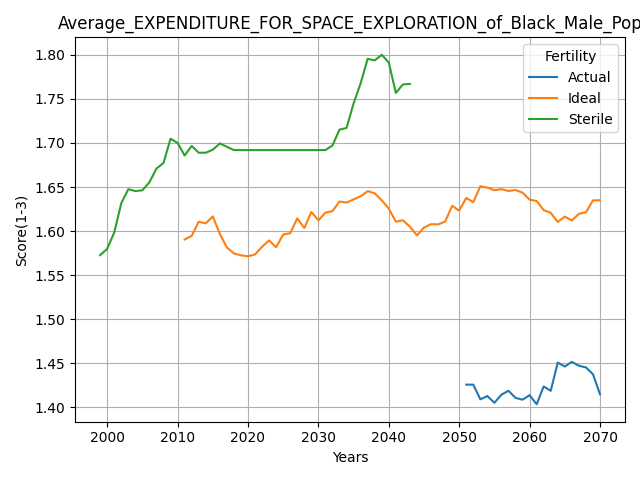 Average_EXPENDITURE_FOR_SPACE_EXPLORATION_of_Black_Male_Pop
Fertility
Actual
Ideal
Sterile
Score(1-3)
1.80
1.75
1.70
1.65
1.60
1.55
1.50
1.45
1.40
2000 2010 2020 2030 2040 2050 2060 2070
Years